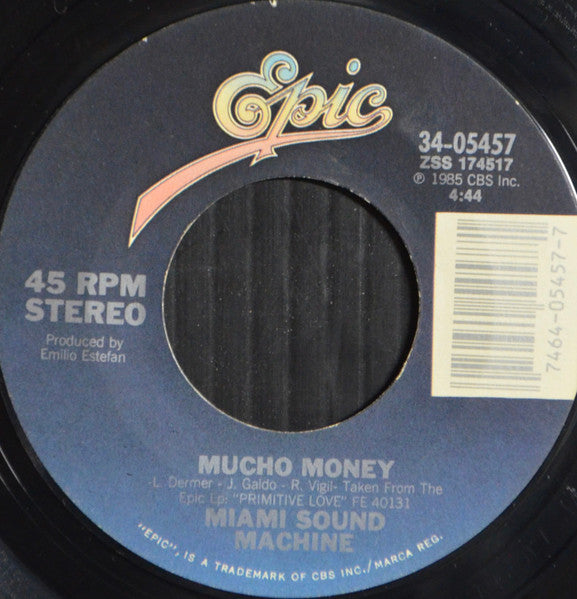 Epic
34-05457
ZSS 174517
℗ 1985 CBS Inc.
4:44
45 RPM
STEREO
Produced by
Emilio Estefan
7464-05457-7
MUCHO MONEY
-L. Dermer - J. Galdo - R. Vigil- Taken From The
Epic Lp: "PRIMITIVE LOVE" FE 40131
MIAMI SOUND
MACHINE
"EPIC", IS A TRADEMARK OF CBS INC./MARCA REG.